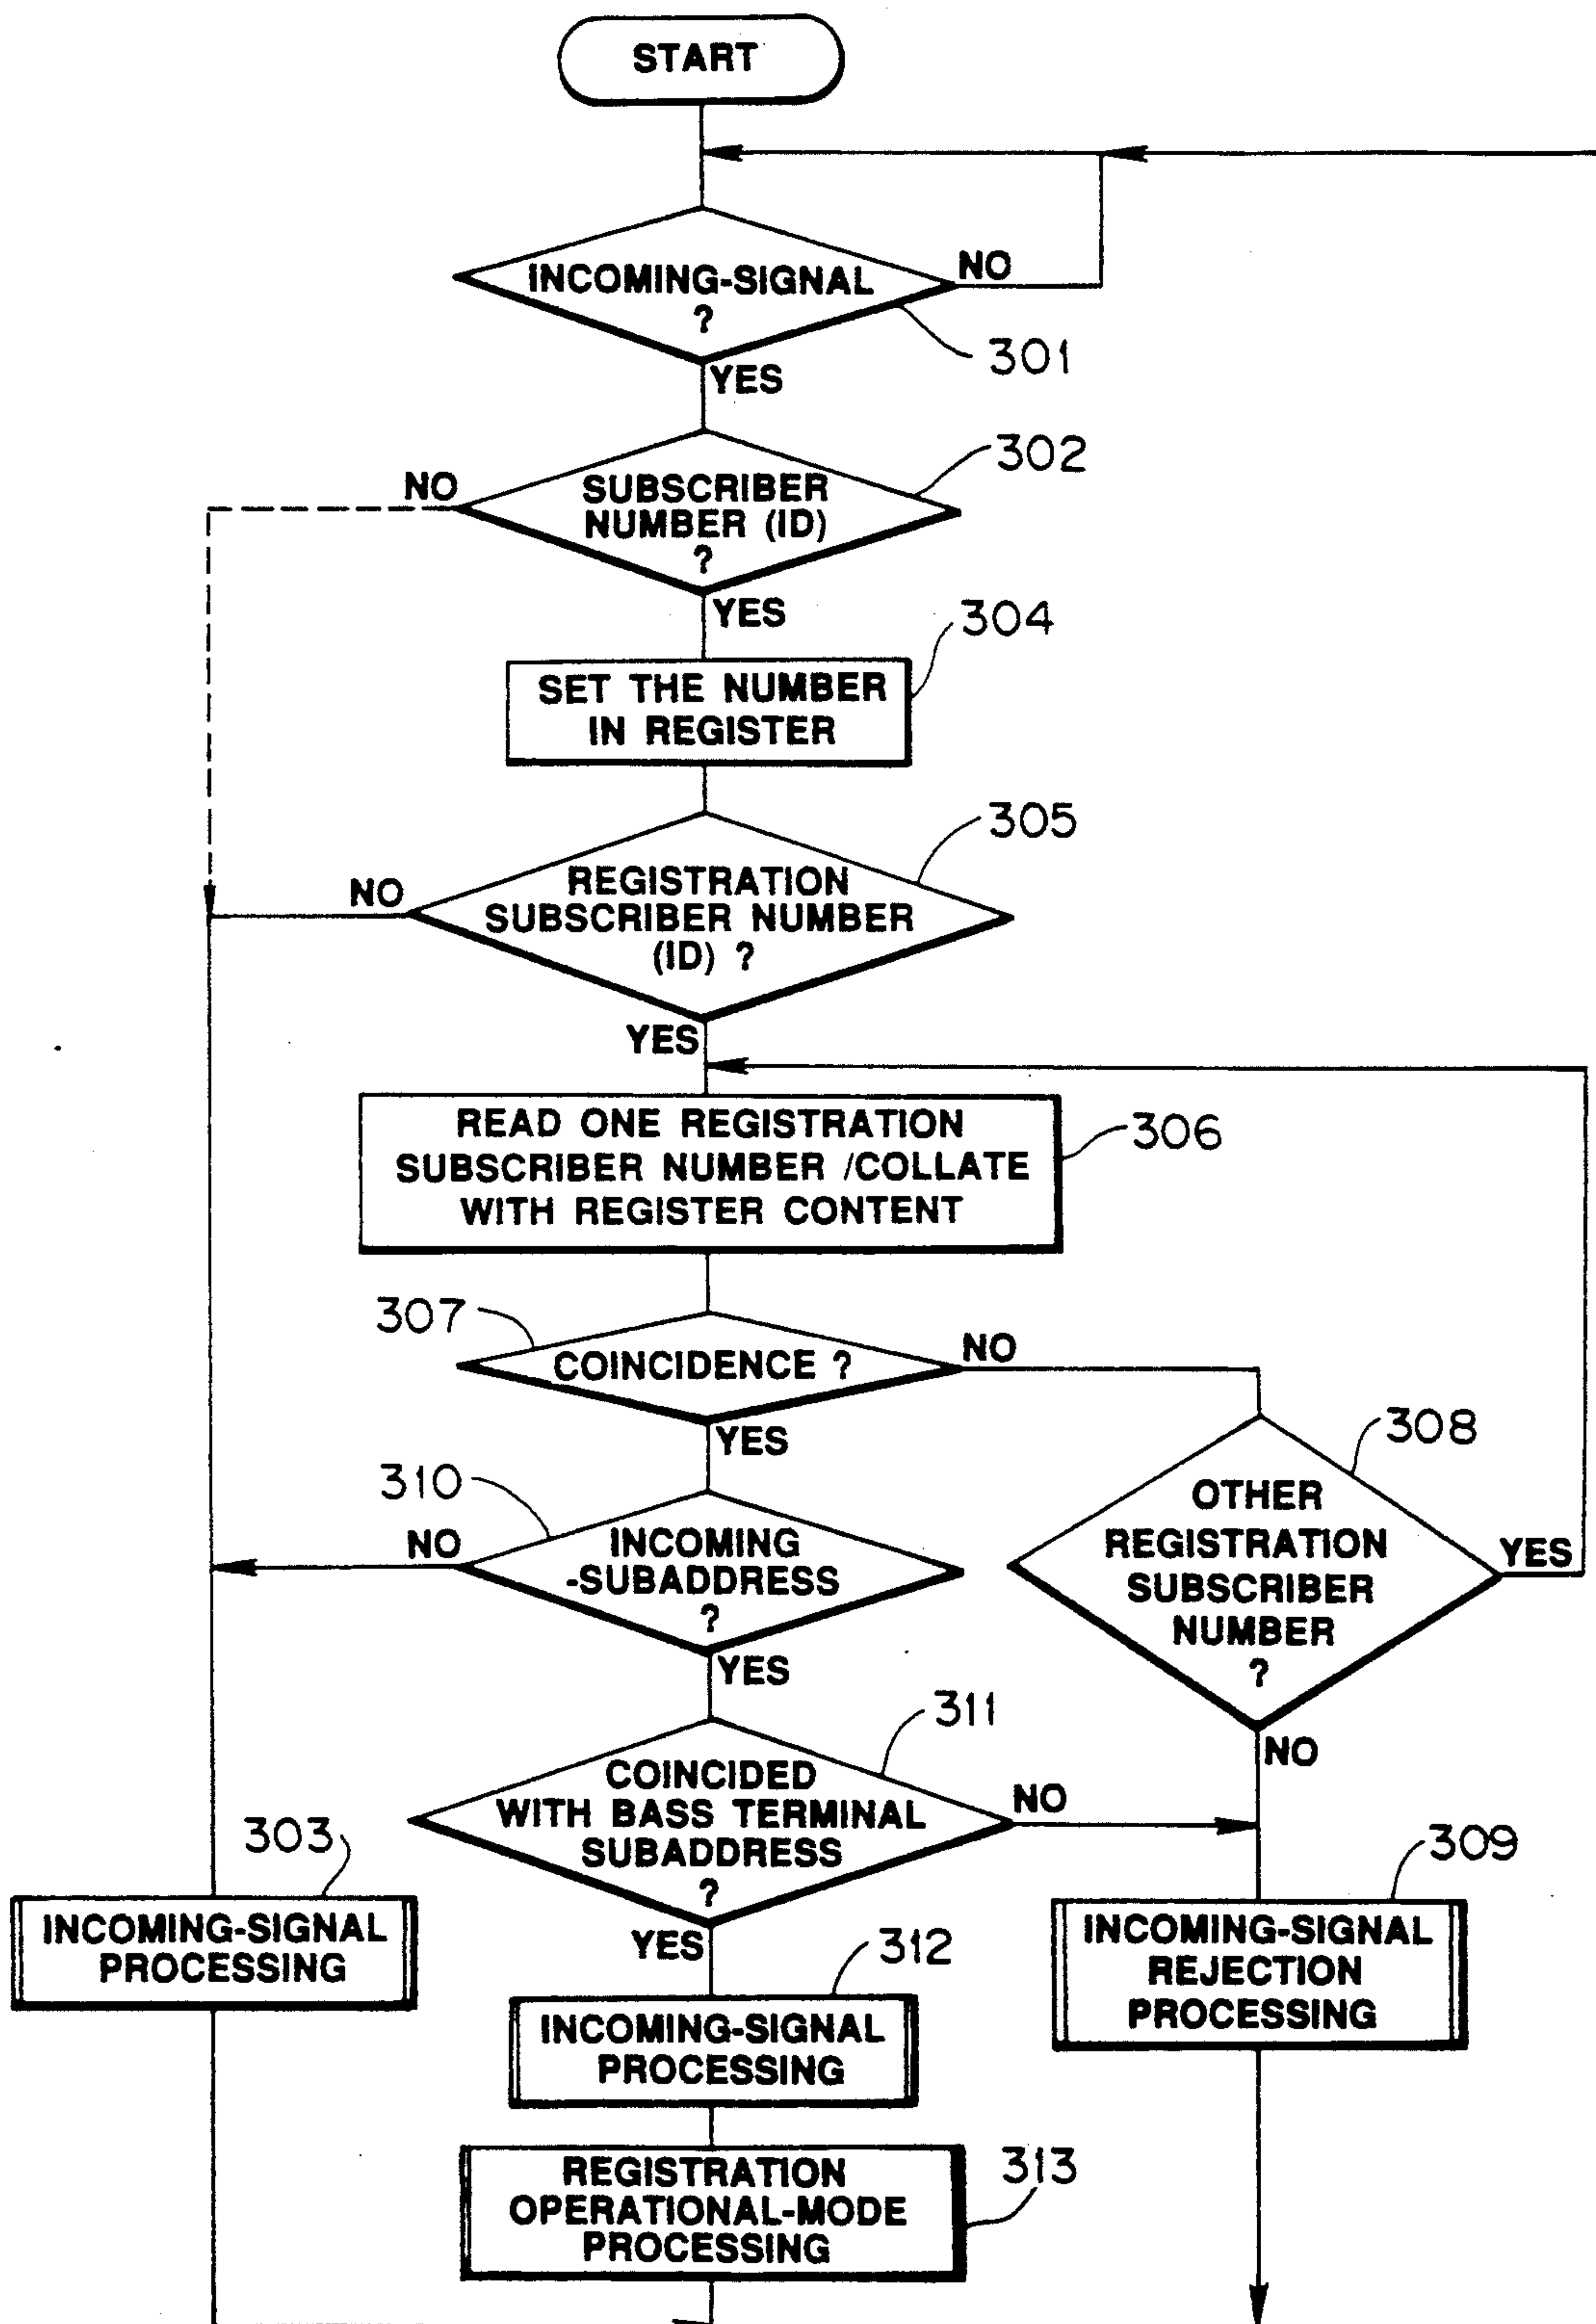 START
INCOMING-SIGNAL
?
NO
301
YES
302
NO
SUBSCRIBER
NUMBER (ID)
?
YES
304
SET THE NUMBER
IN REGISTER
305
NO
REGISTRATION
SUBSCRIBER NUMBER
(ID) ?
YES
READ ONE REGISTRATION
SUBSCRIBER NUMBER /COLLATE
WITH REGISTER CONTENT
306
307
COINCIDENCE ?
NO
YES
308
OTHER
REGISTRATION
SUBSCRIBER
NUMBER
?
YES
NO
310
NO
INCOMING
-SUBADDRESS
?
YES
311
COINCIDED
WITH BASS TERMINAL
SUBADDRESS
?
NO
YES
303
INCOMING-SIGNAL
PROCESSING
309
INCOMING-SIGNAL
REJECTION
PROCESSING
312
INCOMING-SIGNAL
PROCESSING
313
REGISTRATION
OPERATIONAL-MODE
PROCESSING